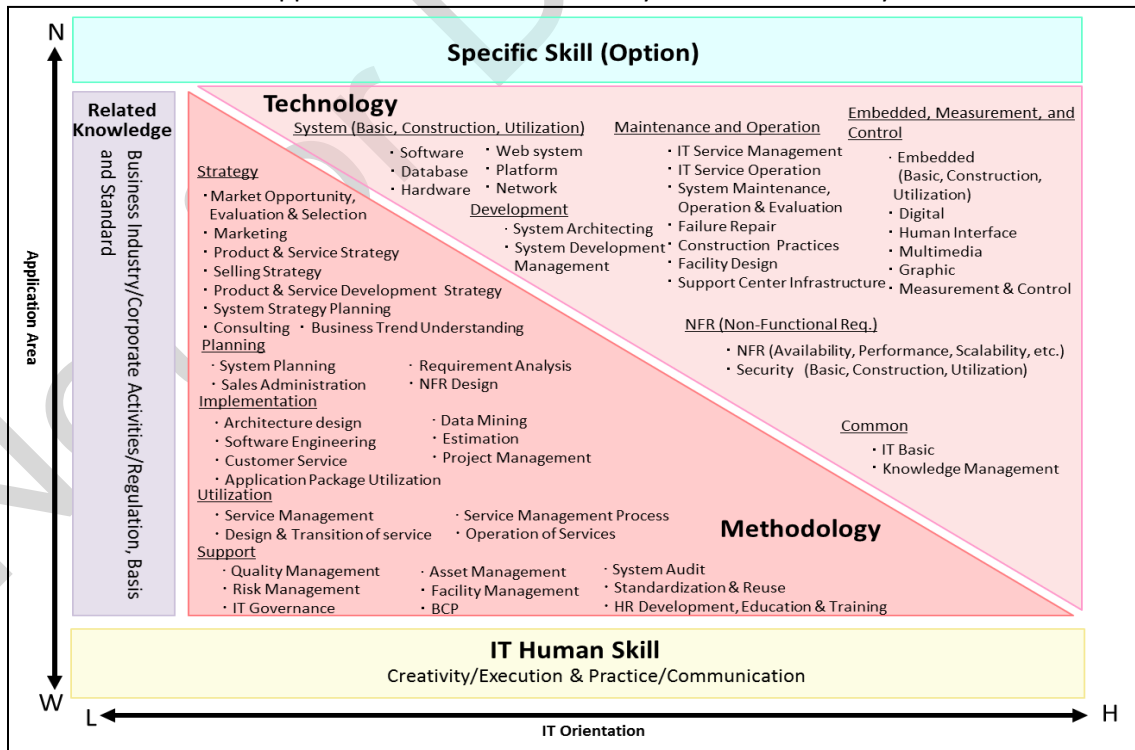 N
Specific Skill (Option)
Related
Knowledge
Business Industry/Corporate Activities/Regulation, Basis
and Standard
Technology
System (Basic, Construction, Utilization)
・Software
・Database
・Hardware
・Web system
・Platform
・Network
Development
・System Architecting
・System Development
Management
Maintenance and Operation
・IT Service Management
・IT Service Operation
・System Maintenance,
Operation & Evaluation
・Failure Repair
・Construction Practices
・Facility Design
・Support Center Infrastructure
Embedded, Measurement, and
Control
・Embedded
(Basic, Construction,
Utilization)
・Digital
・Human Interface
・Multimedia
・Graphic
・Measurement & Control
NFR (Non-Functional Req.)
・NFR (Availability, Performance, Scalability, etc.)
・Security (Basic, Construction, Utilization)
Common
・IT Basic
・Knowledge Management
Strategy
・Market Opportunity,
Evaluation & Selection
・Marketing
・Product & Service Strategy
・Selling Strategy
・Product & Service Development Strategy
・System Strategy Planning
・Consulting ・Business Trend Understanding
Planning
・System Planning
・Sales Administration
・Requirement Analysis
・NFR Design
Implementation
・Architecture design
・Software Engineering
・Customer Service
・Application Package Utilization
・Data Mining
・Estimation
・Project Management
Utilization
・Service Management
・Design & Transition of service
・Service Management Process
・Operation of Services
Methodology
Support
・Quality Management
・Risk Management
・IT Governance
・Asset Management
・Facility Management
・BCP
・System Audit
・Standardization & Reuse
・HR Development, Education & Training
IT Human Skill
Creativity/Execution & Practice/Communication
Application Area
W
L
H
IT Orientation